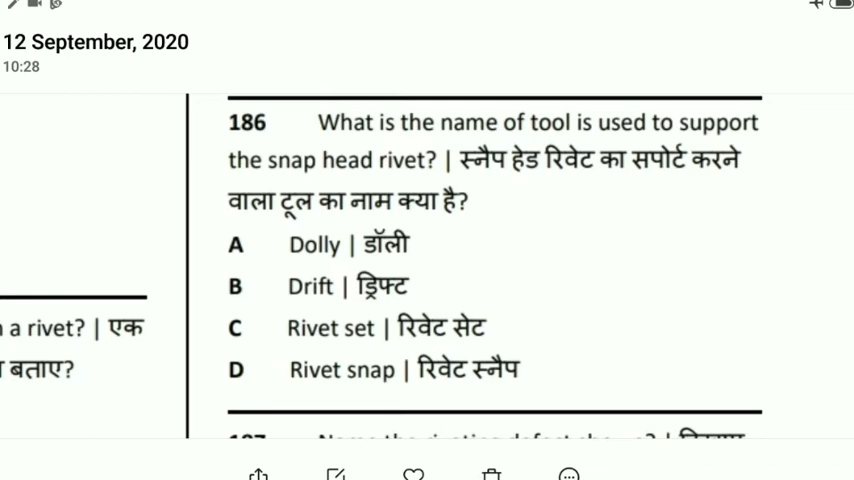 12 September, 2020
10:28
186 What is the name of tool is used to support
the snap head rivet? | स्नैप हेड रिवेट का सपोर्ट करने
वाला टूल का नाम क्या है?
A Dolly | डॉली
B Drift | ड्रिफ्ट
C Rivet set | रिवेट सेट
D Rivet snap | रिवेट स्नैप
a rivet? | एक
बताए?